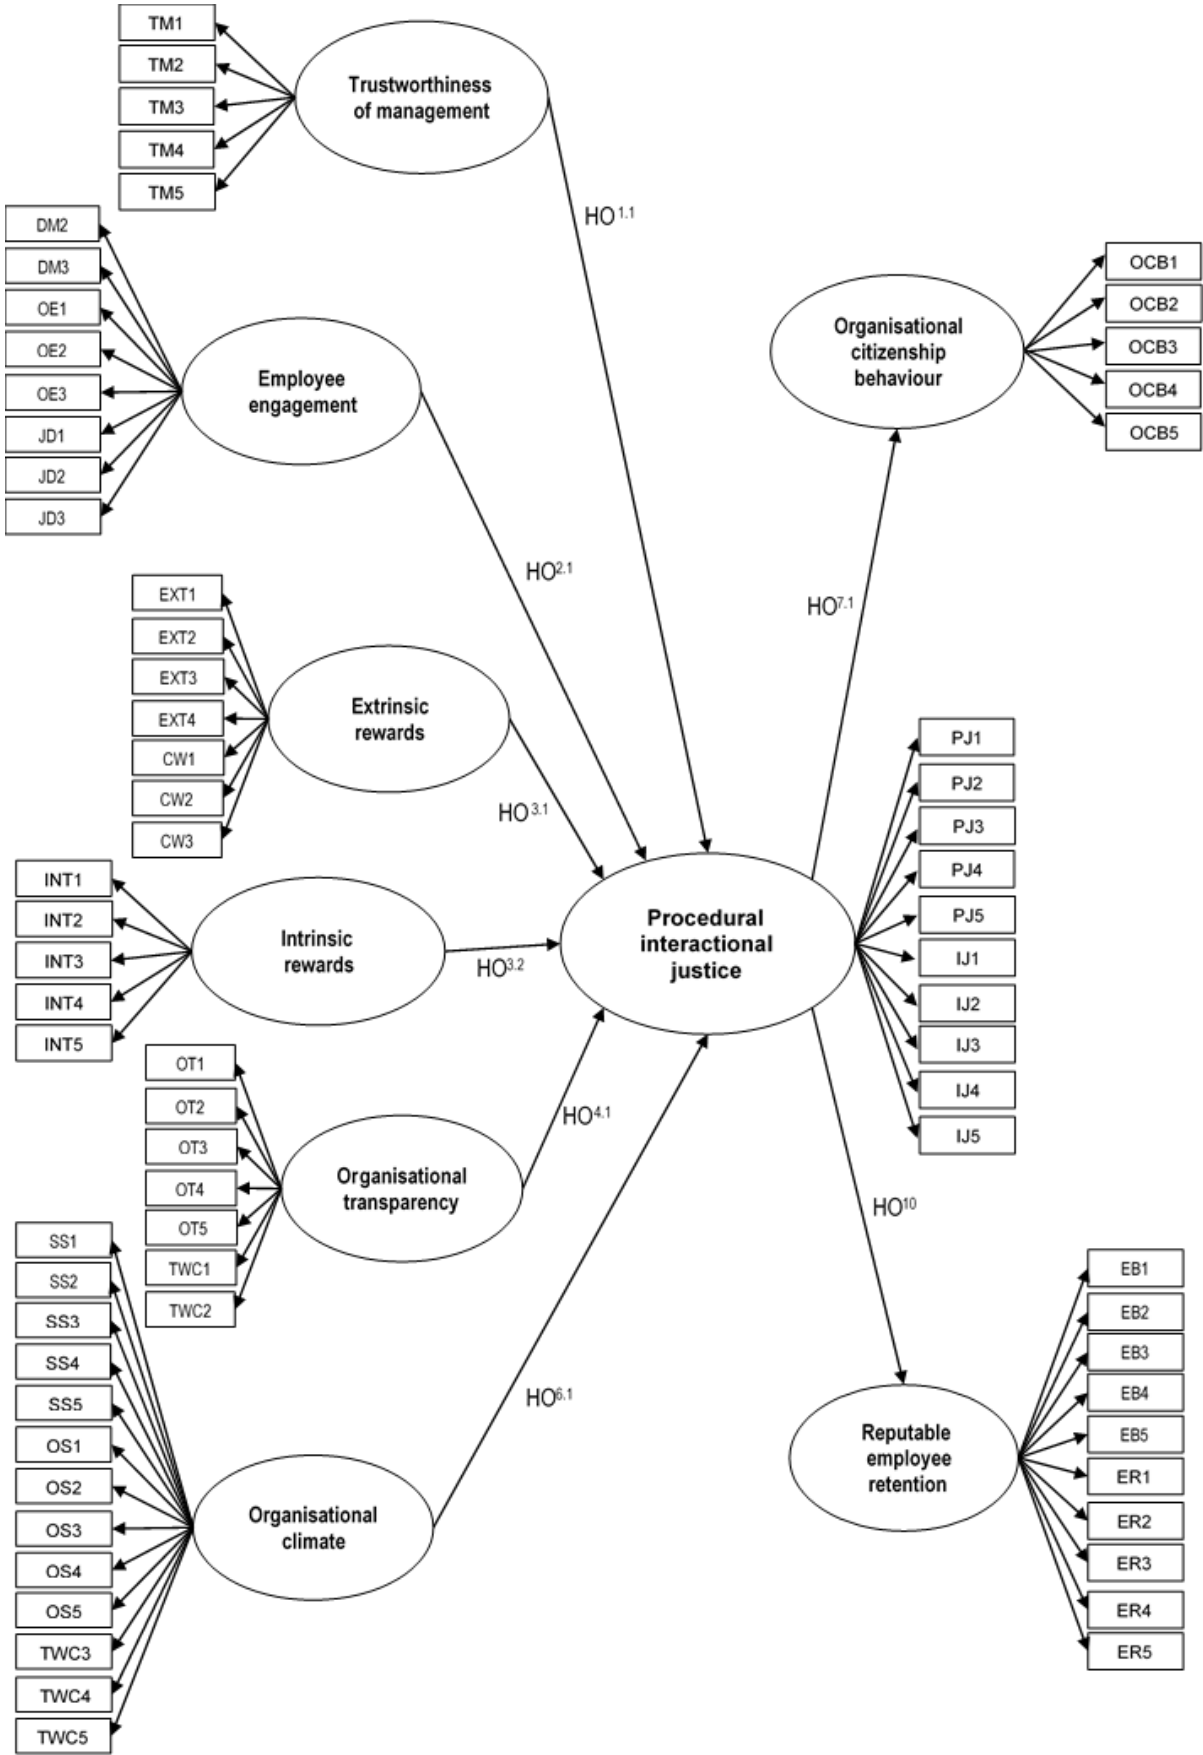 TM1
TM2
TM3
TM4
TM5
Trustworthiness
of management
HO1.1
DM2
DM3
OE1
OE2
OE3
JD1
JD2
JD3
Employee
engagement
HO2.1
Organisational
citizenship
behaviour
OCB1
OCB2
OCB3
OCB4
OCB5
HO7.1
EXT1
EXT2
EXT3
EXT4
CW1
CW2
CW3
Extrinsic
rewards
HO3.1
INT1
INT2
INT3
INT4
INT5
Intrinsic
rewards
HO3.2
Procedural
interactional
justice
PJ1
PJ2
PJ3
PJ4
PJ5
IJ1
IJ2
IJ3
IJ4
IJ5
OT1
OT2
OT3
OT4
OT5
TWC1
TWC2
Organisational
transparency
HO4.1
HO10
SS1
SS2
SS3
SS4
SS5
OS1
OS2
OS3
OS4
OS5
TWC3
TWC4
TWC5
Organisational
climate
HO6.1
Reputable
employee
retention
EB1
EB2
EB3
EB4
EB5
ER1
ER2
ER3
ER4
ER5